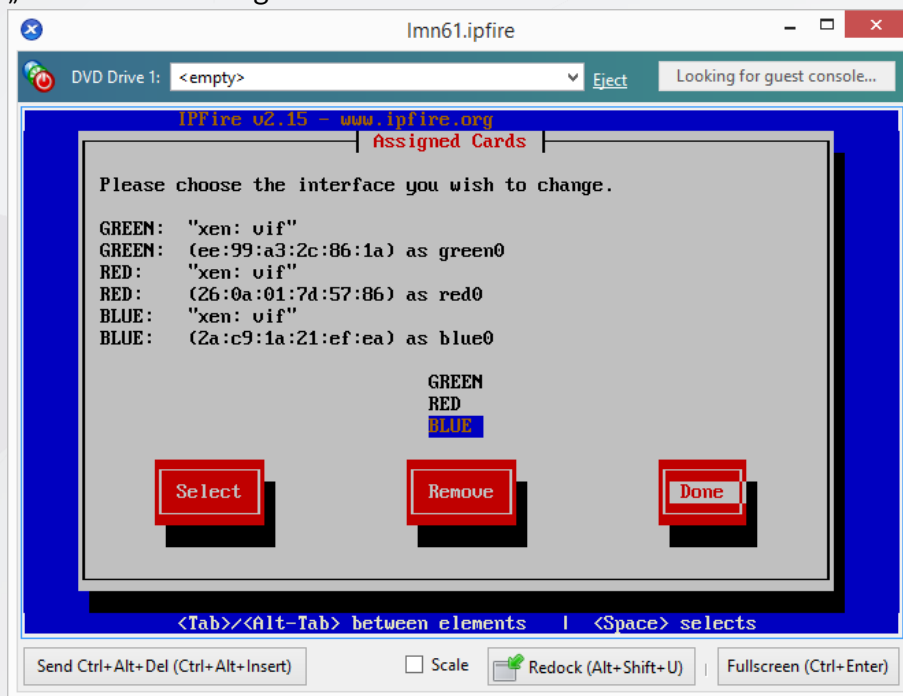 lmn61.ipfire
DVD Drive 1: <empty> Eject Looking for guest console...
IPFire v2.15 - www.ipfire.org
Assigned Cards
Please choose the interface you wish to change.
GREEN: "xen: vif"
GREEN: (ee:99:a3:2c:86:1a) as green0
RED: "xen: vif"
RED: (26:0a:01:7d:57:86) as red0
BLUE: "xen: vif"
BLUE: (2a:c9:1a:21:ef:ea) as blue0
GREEN
RED
BLUE
Select Remove Done
<Tab>/<Alt-Tab> between elements | <Space> selects
Send Ctrl+Alt+Del (Ctrl+Alt+Insert) Scale Redock (Alt+Shift+U) Fullscreen (Ctrl+Enter)